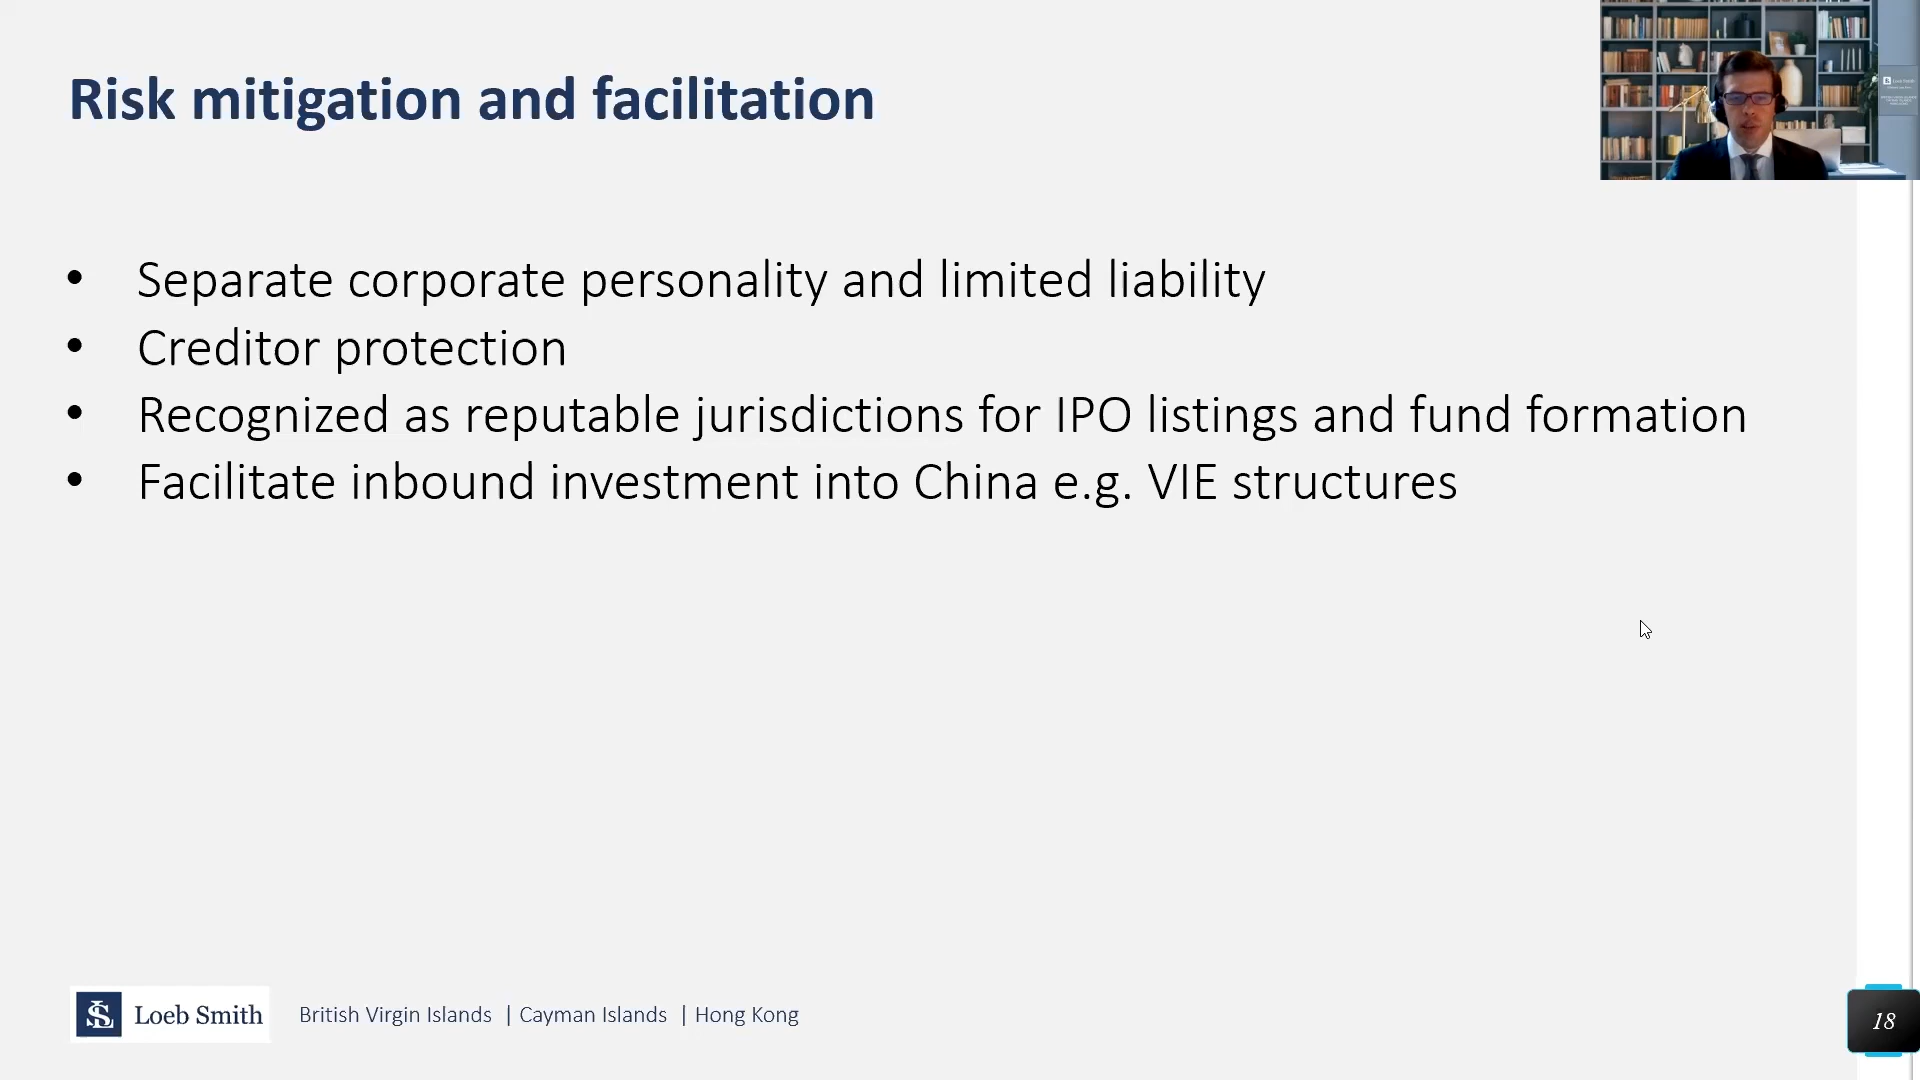 Risk mitigation and facilitation
• Separate corporate personality and limited liability
• Creditor protection
• Recognized as reputable jurisdictions for IPO listings and fund formation
• Facilitate inbound investment into China e.g. VIE structures
Loeb Smith
British Virgin Islands | Cayman Islands | Hong Kong
18